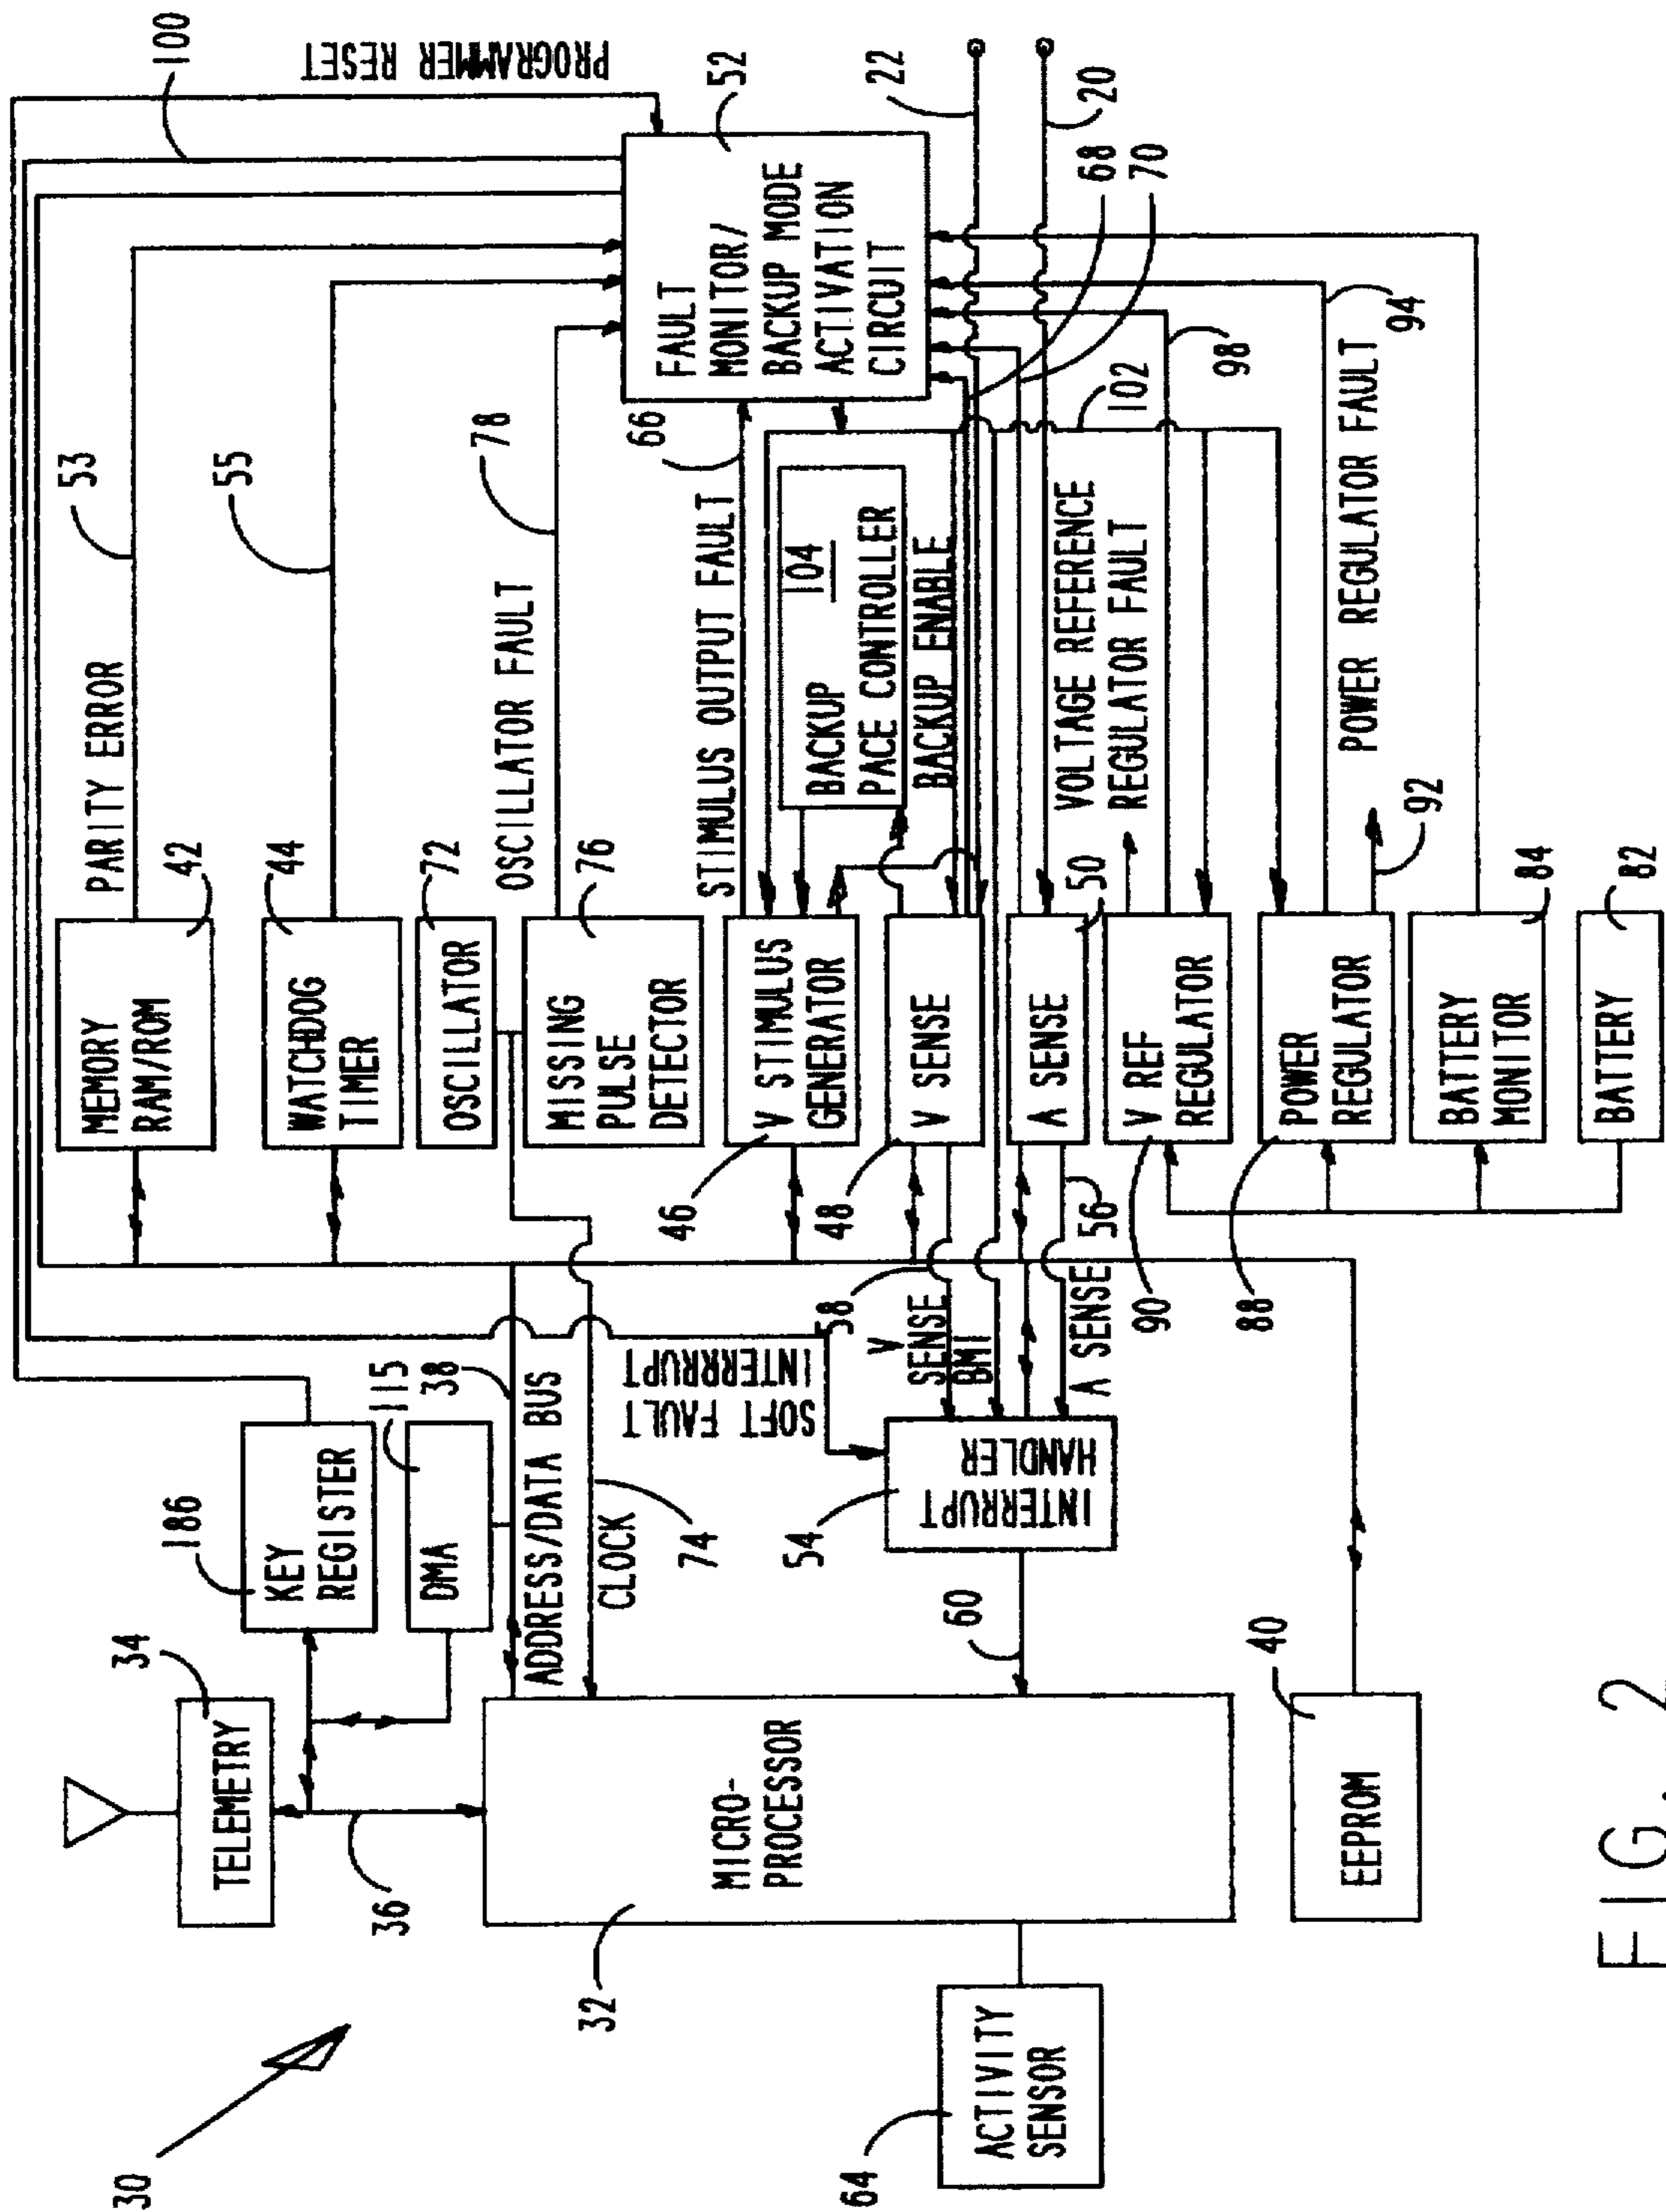 30
34
TELEMETRY
36
186
KEY
REGISTER
115
DMA
38
ADDRESS/DATA BUS
CLOCK
74
MICRO-
PROCESSOR
32
64
ACTIVITY
SENSOR
40
EEPROM
60
54
INTERRUPT
HANDLER
SOFT FAULT
INTERRUPT
V
SENSE
58
BMI
A SENSE
56
MEMORY
RAM/ROM
42
PARITY ERROR
53
WATCHDOG
TIMER
44
55
OSCILLATOR
72
MISSING
PULSE
DETECTOR
76
OSCILLATOR FAULT
78
V STIMULUS
GENERATOR
46
STIMULUS OUTPUT FAULT
66
BACKUP
104
PACE CONTROLLER
BACKUP ENABLE
V SENSE
48
A SENSE
50
VOLTAGE REFERENCE
REGULATOR FAULT
V REF
REGULATOR
90
98
102
POWER
REGULATOR
88
92
POWER REGULATOR FAULT
94
BATTERY
MONITOR
84
BATTERY
82
FAULT
MONITOR/
BACKUP MODE
ACTIVATION
CIRCUIT
52
100
PROGRAMMER RESET
22
20
68
70
FIG. 2